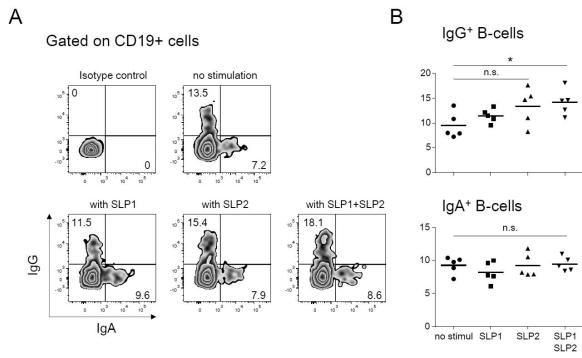 A
Gated on CD19+ cells
Isotype control
no stimulation
0
0
13.5
7.2
with SLP1
with SLP2
with SLP1+SLP2
11.5
9.6
15.4
7.9
18.1
8.6
IgG
IgA
B
IgG+ B-cells
*
n.s.
20
15
10
5
0
IgA+ B-cells
n.s.
20
15
10
5
0
no stimul
SLP1
SLP2
SLP1
SLP2